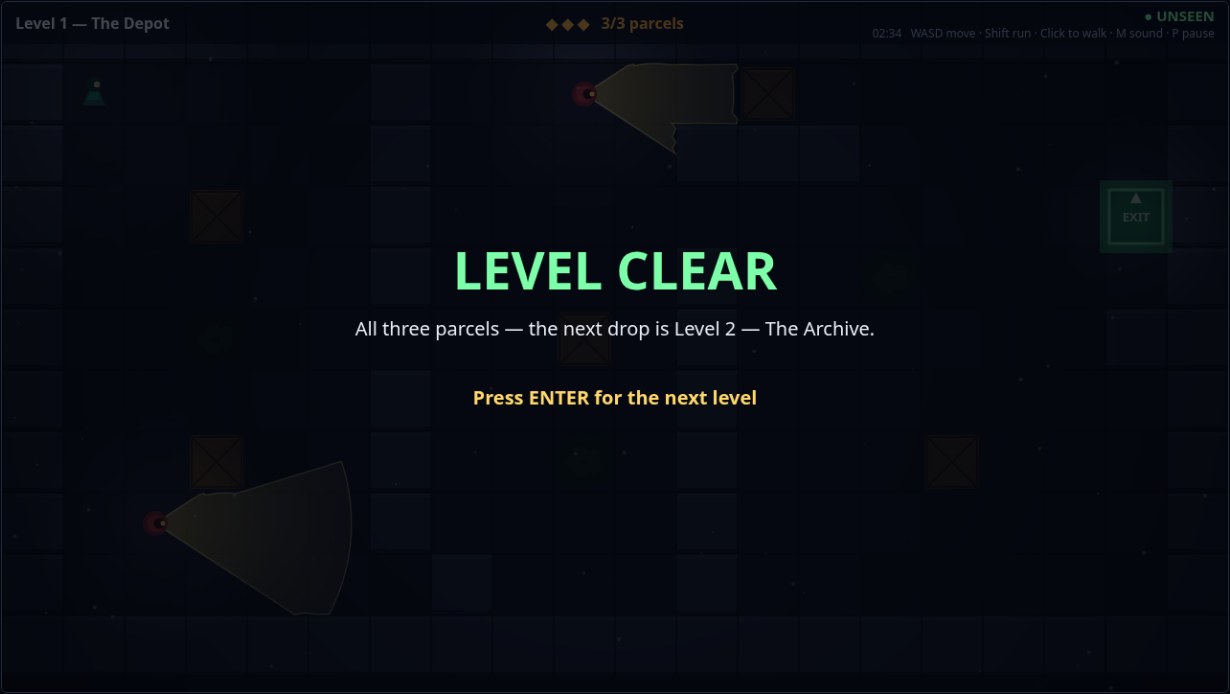 Level 1 — The Depot
◆◆◆ 3/3 parcels
● UNSEEN
02:34 WASD move · Shift run · Click to walk · M sound · P pause
▲
EXIT
LEVEL CLEAR
All three parcels — the next drop is Level 2 — The Archive.
Press ENTER for the next level